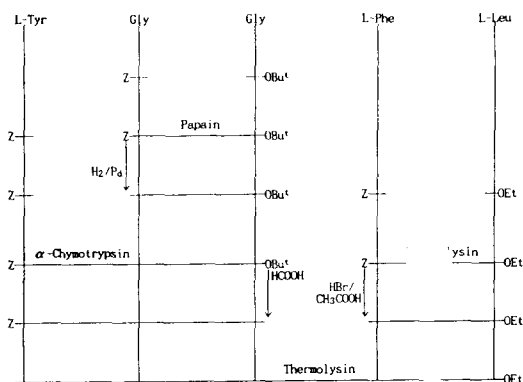 L-Tyr Gly Gly L-Phe L-Leu
Z OBuᵗ
Z Z Papain OBuᵗ
H₂/Pd
Z OBuᵗ Z OEt
α-Chymotrypsin
Z OBuᵗ Z ysin OEt
HCOOH HBr/
CH₃COOH
Z OEt
Thermolysin
OEt